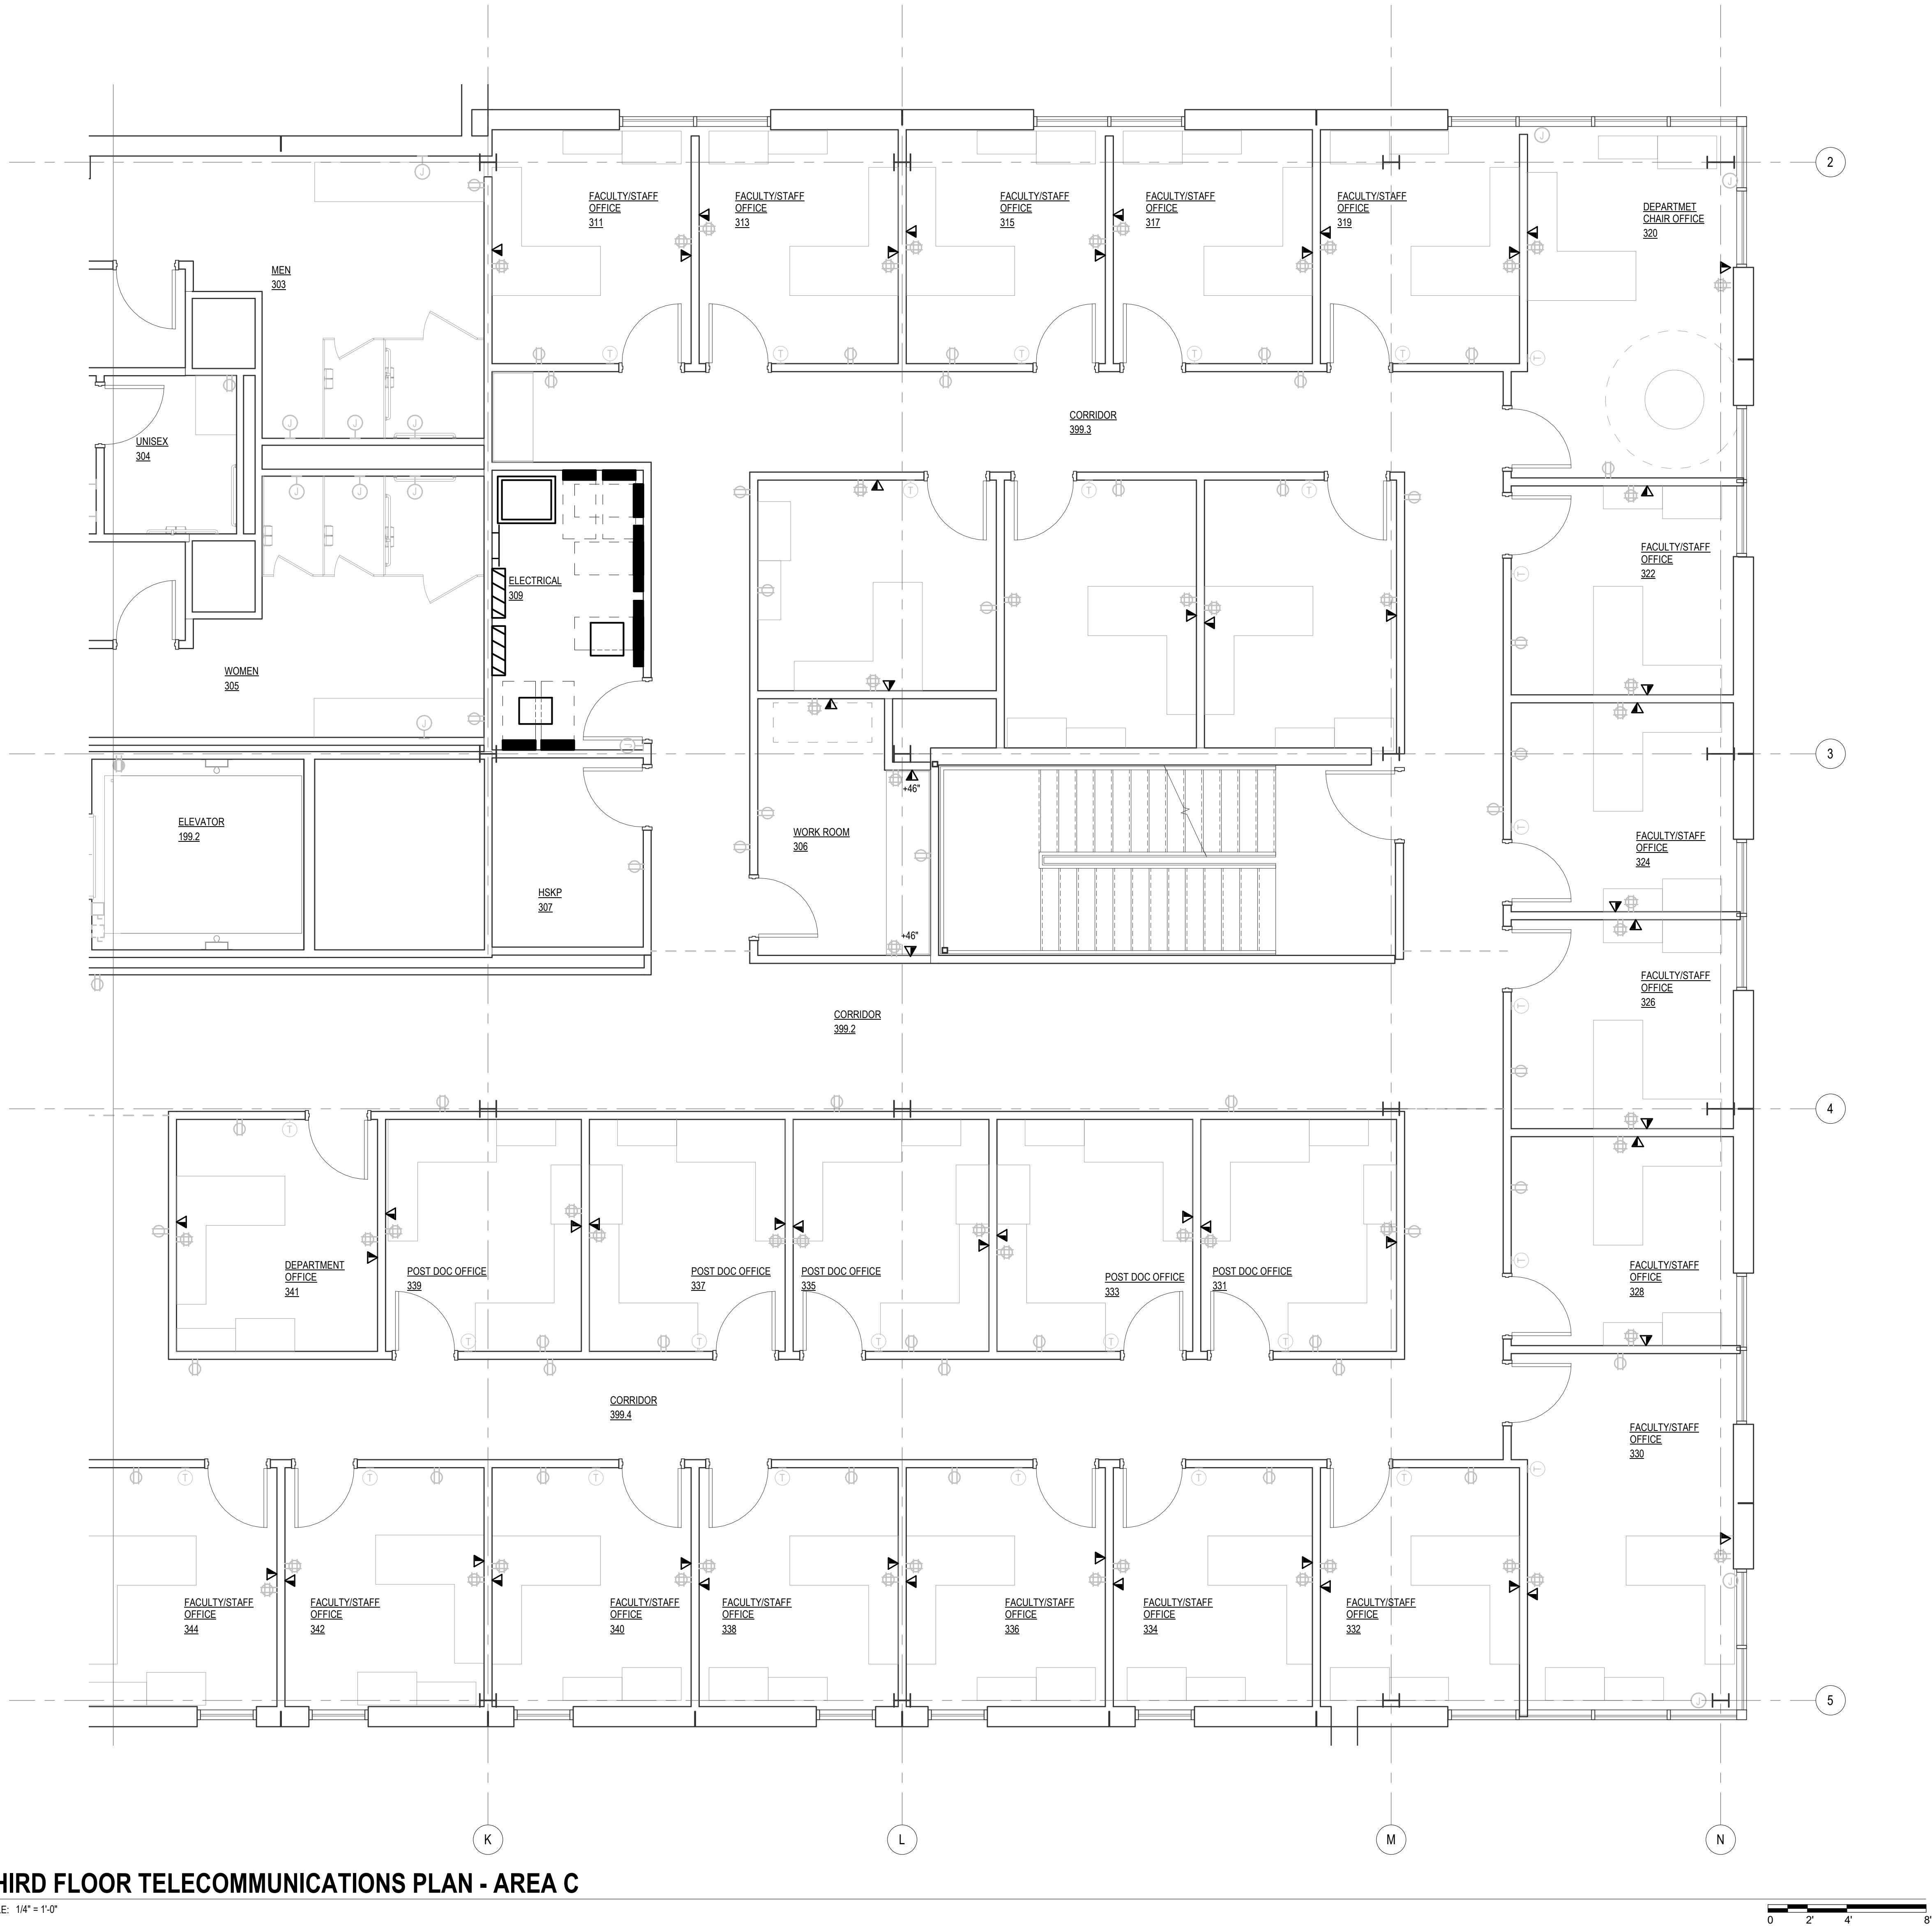 2
FACULTY/STAFF
OFFICE
311
FACULTY/STAFF
OFFICE
313
FACULTY/STAFF
OFFICE
315
FACULTY/STAFF
OFFICE
317
FACULTY/STAFF
OFFICE
319
DEPARTMET
CHAIR OFFICE
320
MEN
303
CORRIDOR
399.3
UNISEX
304
FACULTY/STAFF
OFFICE
322
ELECTRICAL
309
WOMEN
305
3
+46"
ELEVATOR
199.2
WORK ROOM
306
FACULTY/STAFF
OFFICE
324
HSKP
307
+46"
FACULTY/STAFF
OFFICE
326
CORRIDOR
399.2
4
DEPARTMENT
OFFICE
341
POST DOC OFFICE
339
POST DOC OFFICE
337
POST DOC OFFICE
335
POST DOC OFFICE
333
POST DOC OFFICE
331
FACULTY/STAFF
OFFICE
328
CORRIDOR
399.4
FACULTY/STAFF
OFFICE
330
FACULTY/STAFF
OFFICE
344
FACULTY/STAFF
OFFICE
342
FACULTY/STAFF
OFFICE
340
FACULTY/STAFF
OFFICE
338
FACULTY/STAFF
OFFICE
336
FACULTY/STAFF
OFFICE
334
FACULTY/STAFF
OFFICE
332
5
K L M N
HIRD FLOOR TELECOMMUNICATIONS PLAN - AREA C
E: 1/4" = 1'-0"
0 2' 4' 8'